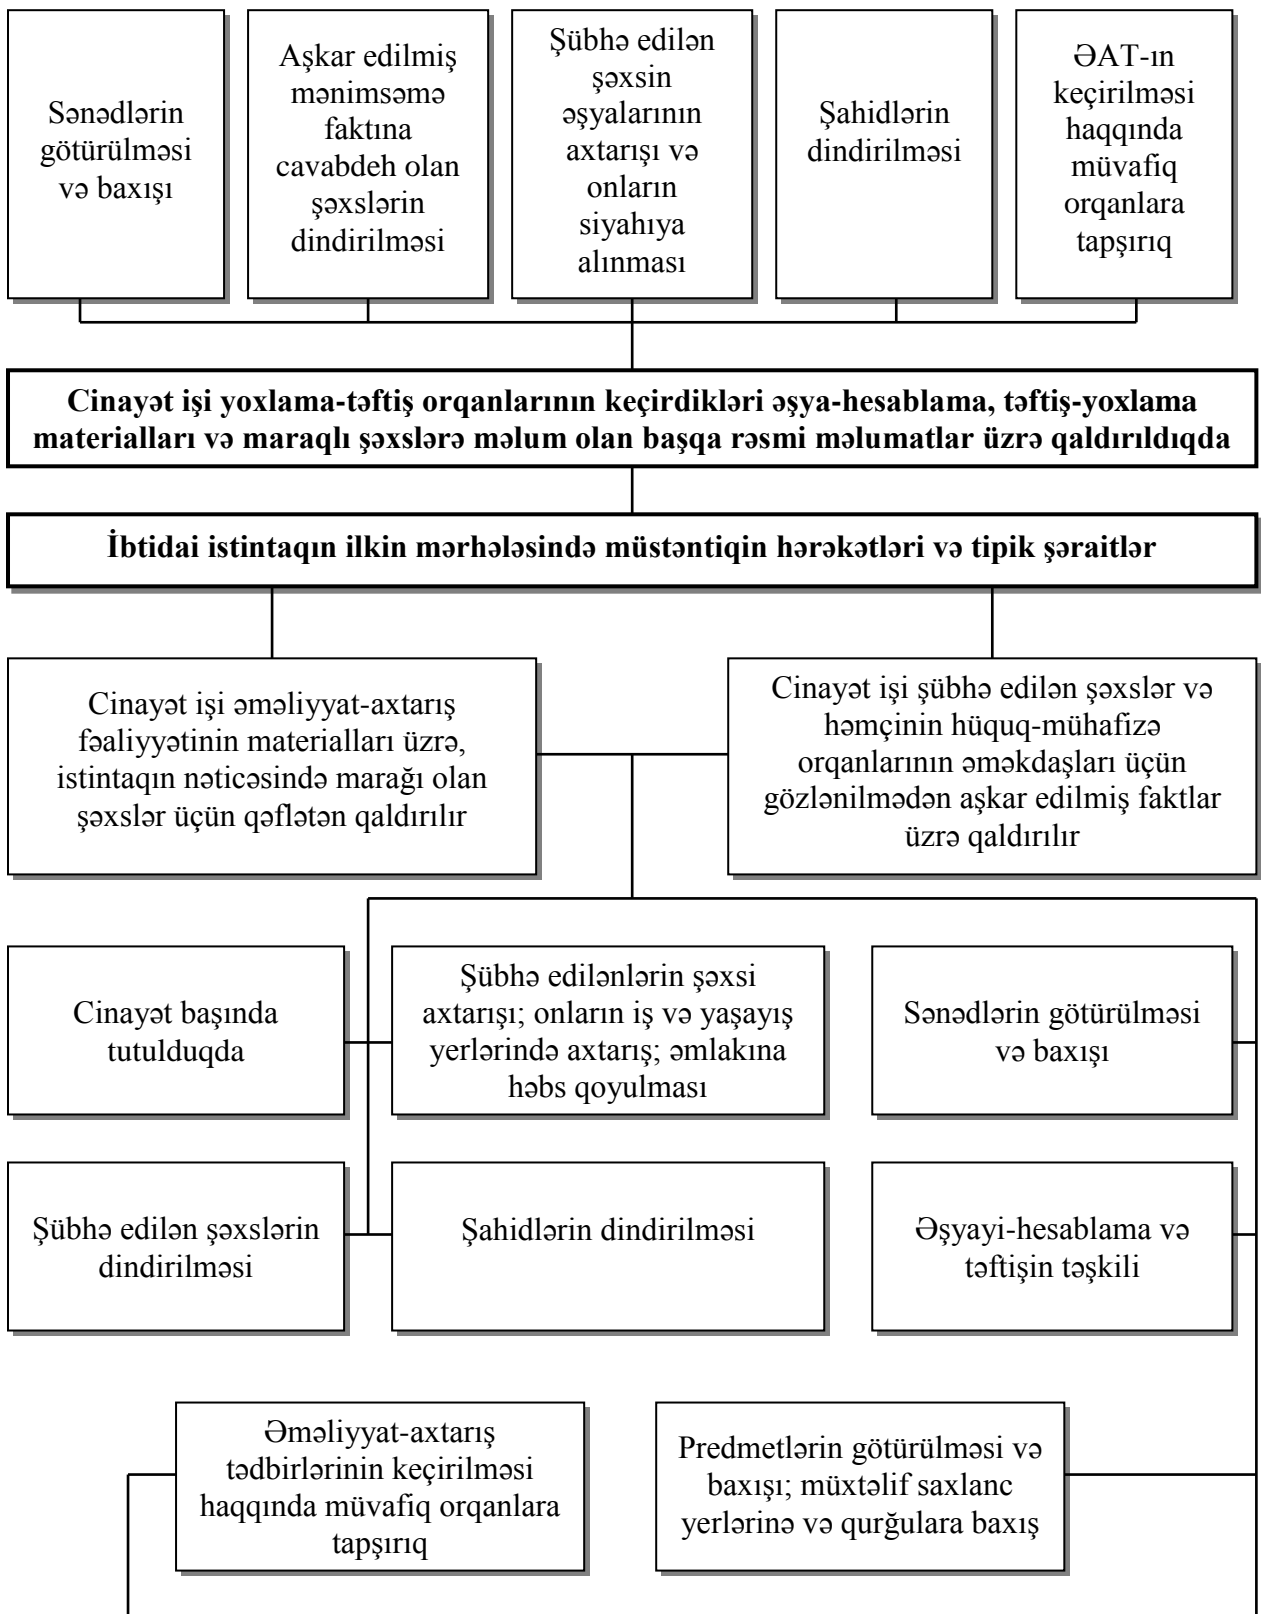 Sənədlərin
götürülməsi
və baxışı
Aşkar edilmiş
mənimsəmə
faktına
cavabdeh olan
şəxslərin
dindirilməsi
Şübhə edilən
şəxsin
əşyalarının
axtarışı və
onların
siyahıya
alınması
Şahidlərin
dindirilməsi
ƏAT-ın
keçirilməsi
haqqında
müvafiq
orqanlara
tapşırıq
Cinayət işi yoxlama-təftiş orqanlarının keçirdikləri əşya-hesablama, təftiş-yoxlama
materialları və maraqlı şəxslərə məlum olan başqa rəsmi məlumatlar üzrə qaldırıldıqda
İbtidai istintaqın ilkin mərhələsində müstəntiqin hərəkətləri və tipik şəraitlər
Cinayət işi əməliyyat-axtarış
fəaliyyətinin materialları üzrə,
istintaqın nəticəsində marağı olan
şəxslər üçün qəflətən qaldırılır
Cinayət işi şübhə edilən şəxslər və
həmçinin hüquq-mühafizə
orqanlarının əməkdaşları üçün
gözlənilmədən aşkar edilmiş faktlar
üzrə qaldırılır
Cinayət başında
tutulduqda
Şübhə edilənlərin şəxsi
axtarışı; onların iş və yaşayış
yerlərində axtarış; əmlakına
həbs qoyulması
Sənədlərin götürülməsi
və baxışı
Şübhə edilən şəxslərin
dindirilməsi
Şahidlərin dindirilməsi
Əşyayi-hesablama və
təftişin təşkili
Əməliyyat-axtarış
tədbirlərinin keçirilməsi
haqqında müvafiq orqanlara
tapşırıq
Predmetlərin götürülməsi və
baxışı; müxtəlif saxlanc
yerlərinə və qurğulara baxış